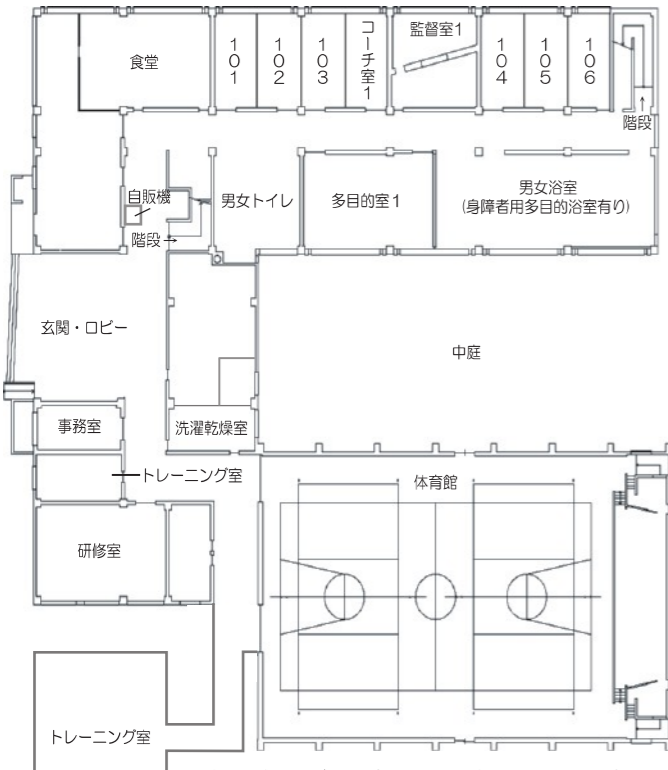 食堂
101
102
103
コーチ室1
監督室1
104
105
106
階段
自販機
階段
男女トイレ
多目的室1
男女浴室
(身障者用多目的浴室有り)
玄関・ロビー
中庭
事務室
洗濯乾燥室
トレーニング室
体育館
研修室
トレーニング室